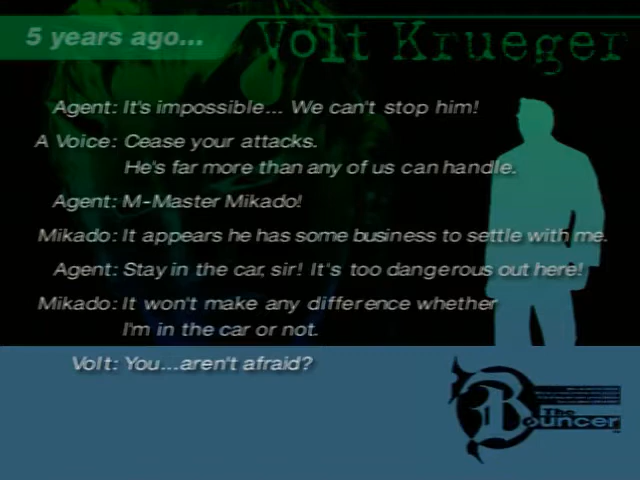 5 years ago...
Volt Krueger
Agent: It's impossible... We can't stop him!
A Voice: Cease your attacks.
He's far more than any of us can handle.
Agent: M-Master Mikado!
Mikado: It appears he has some business to settle with me.
Agent: Stay in the car, sir! It's too dangerous out here!
Mikado: It won't make any difference whether
I'm in the car or not.
Volt: You...aren't afraid?
The
Bouncer